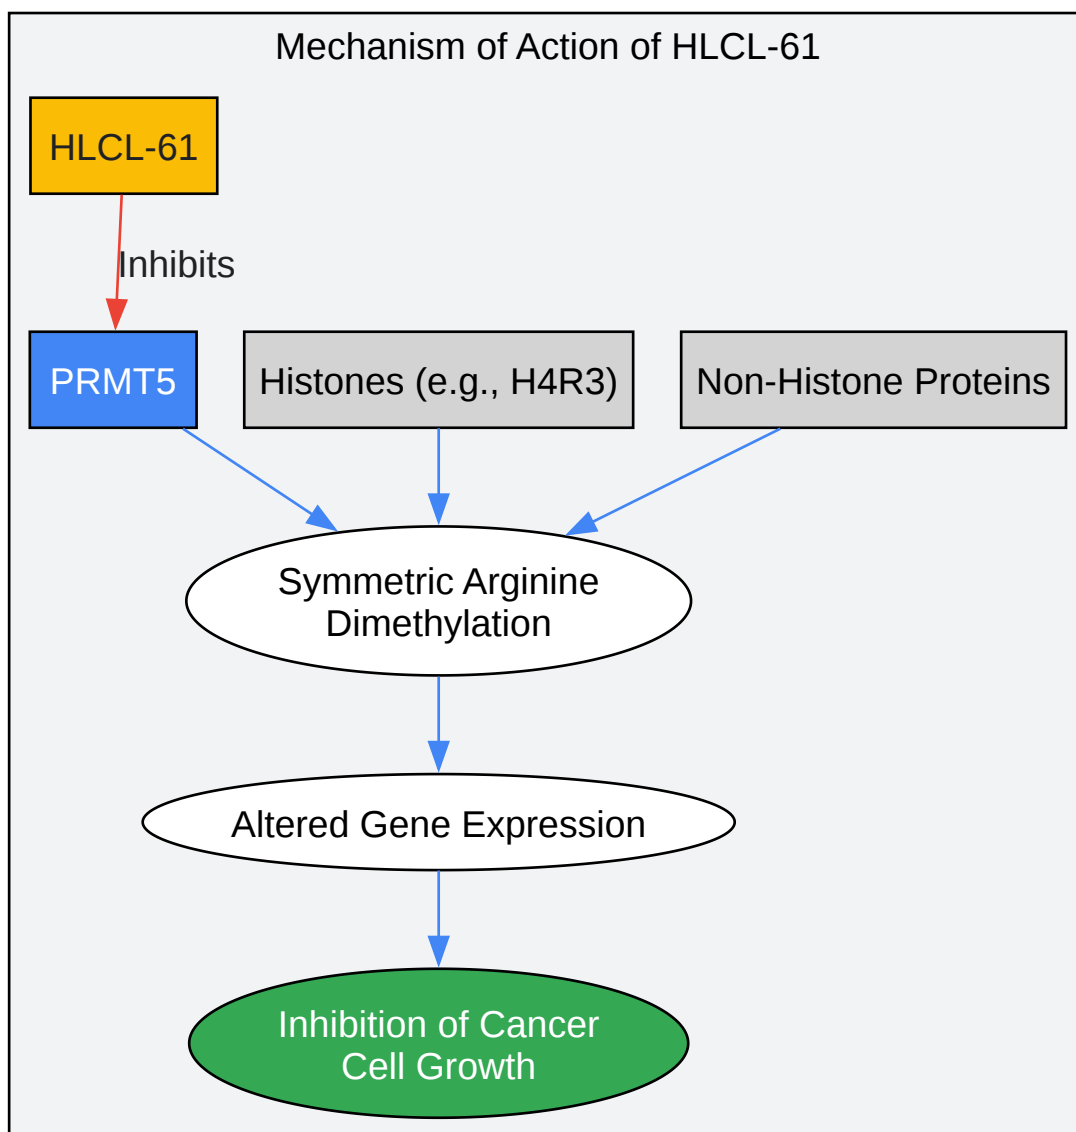 Mechanism of Action of HLCL-61
HLCL-61
Inhibits
PRMT5
Histones (e.g., H4R3)
Non-Histone Proteins
Symmetric Arginine
Dimethylation
Altered Gene Expression
Inhibition of Cancer
Cell Growth